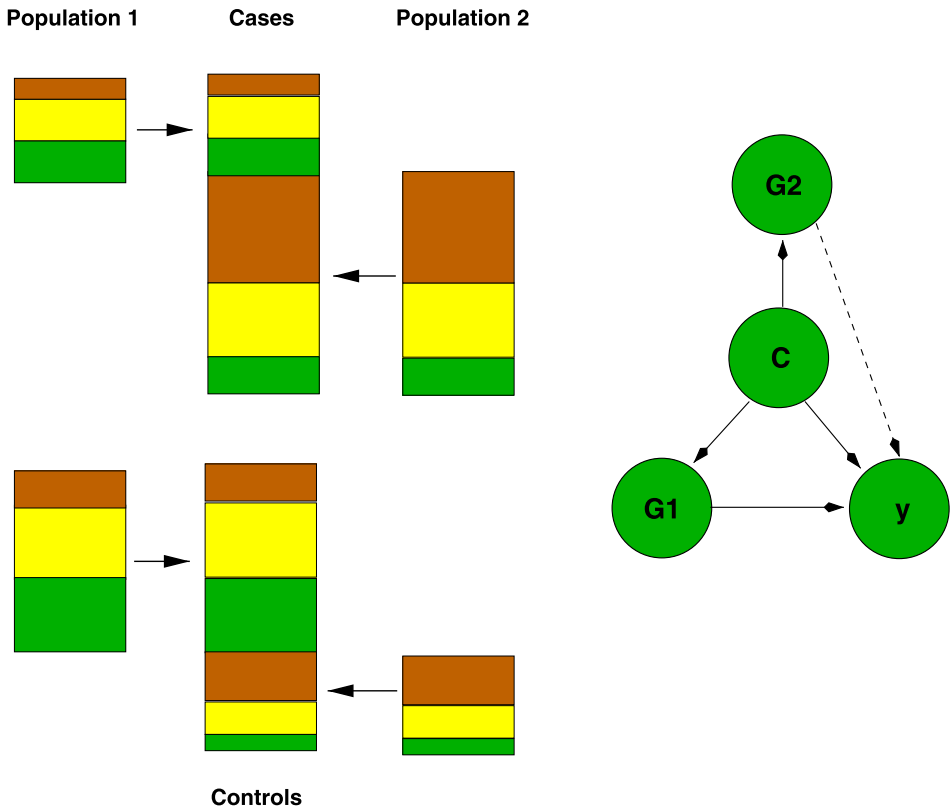 Population 1
Cases
Population 2
G2
C
G1
y
Controls